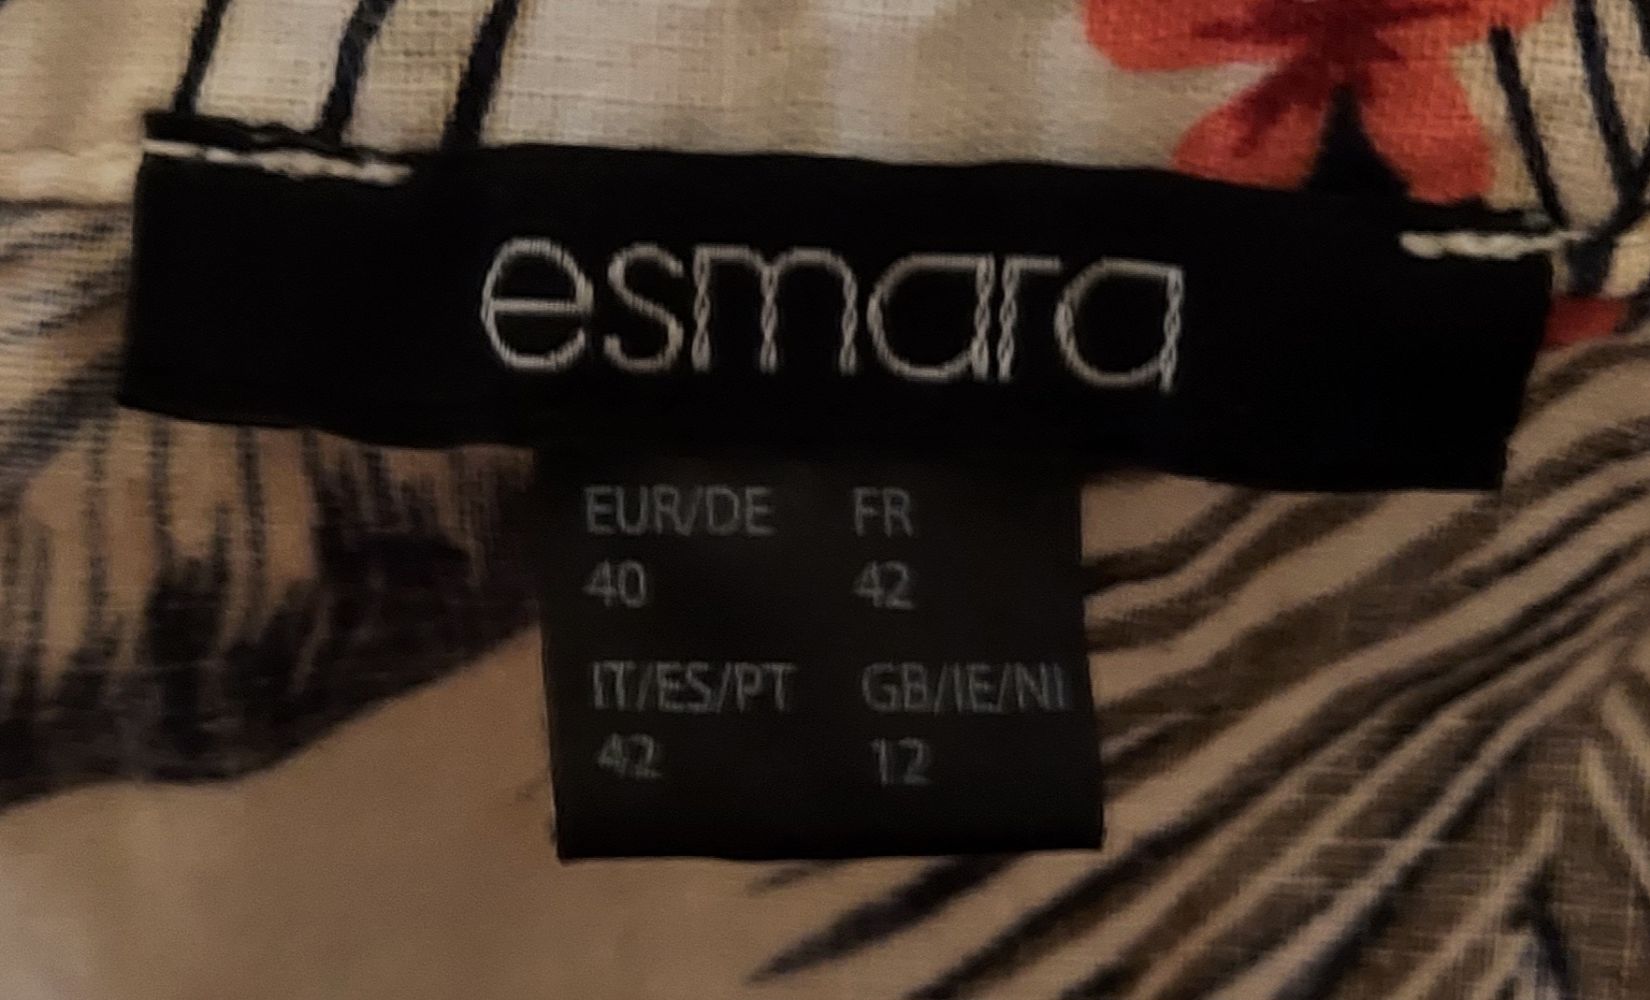 esmara
EUR/DE FR
40 42
IT/ES/PT GB/IE/NI
42 12